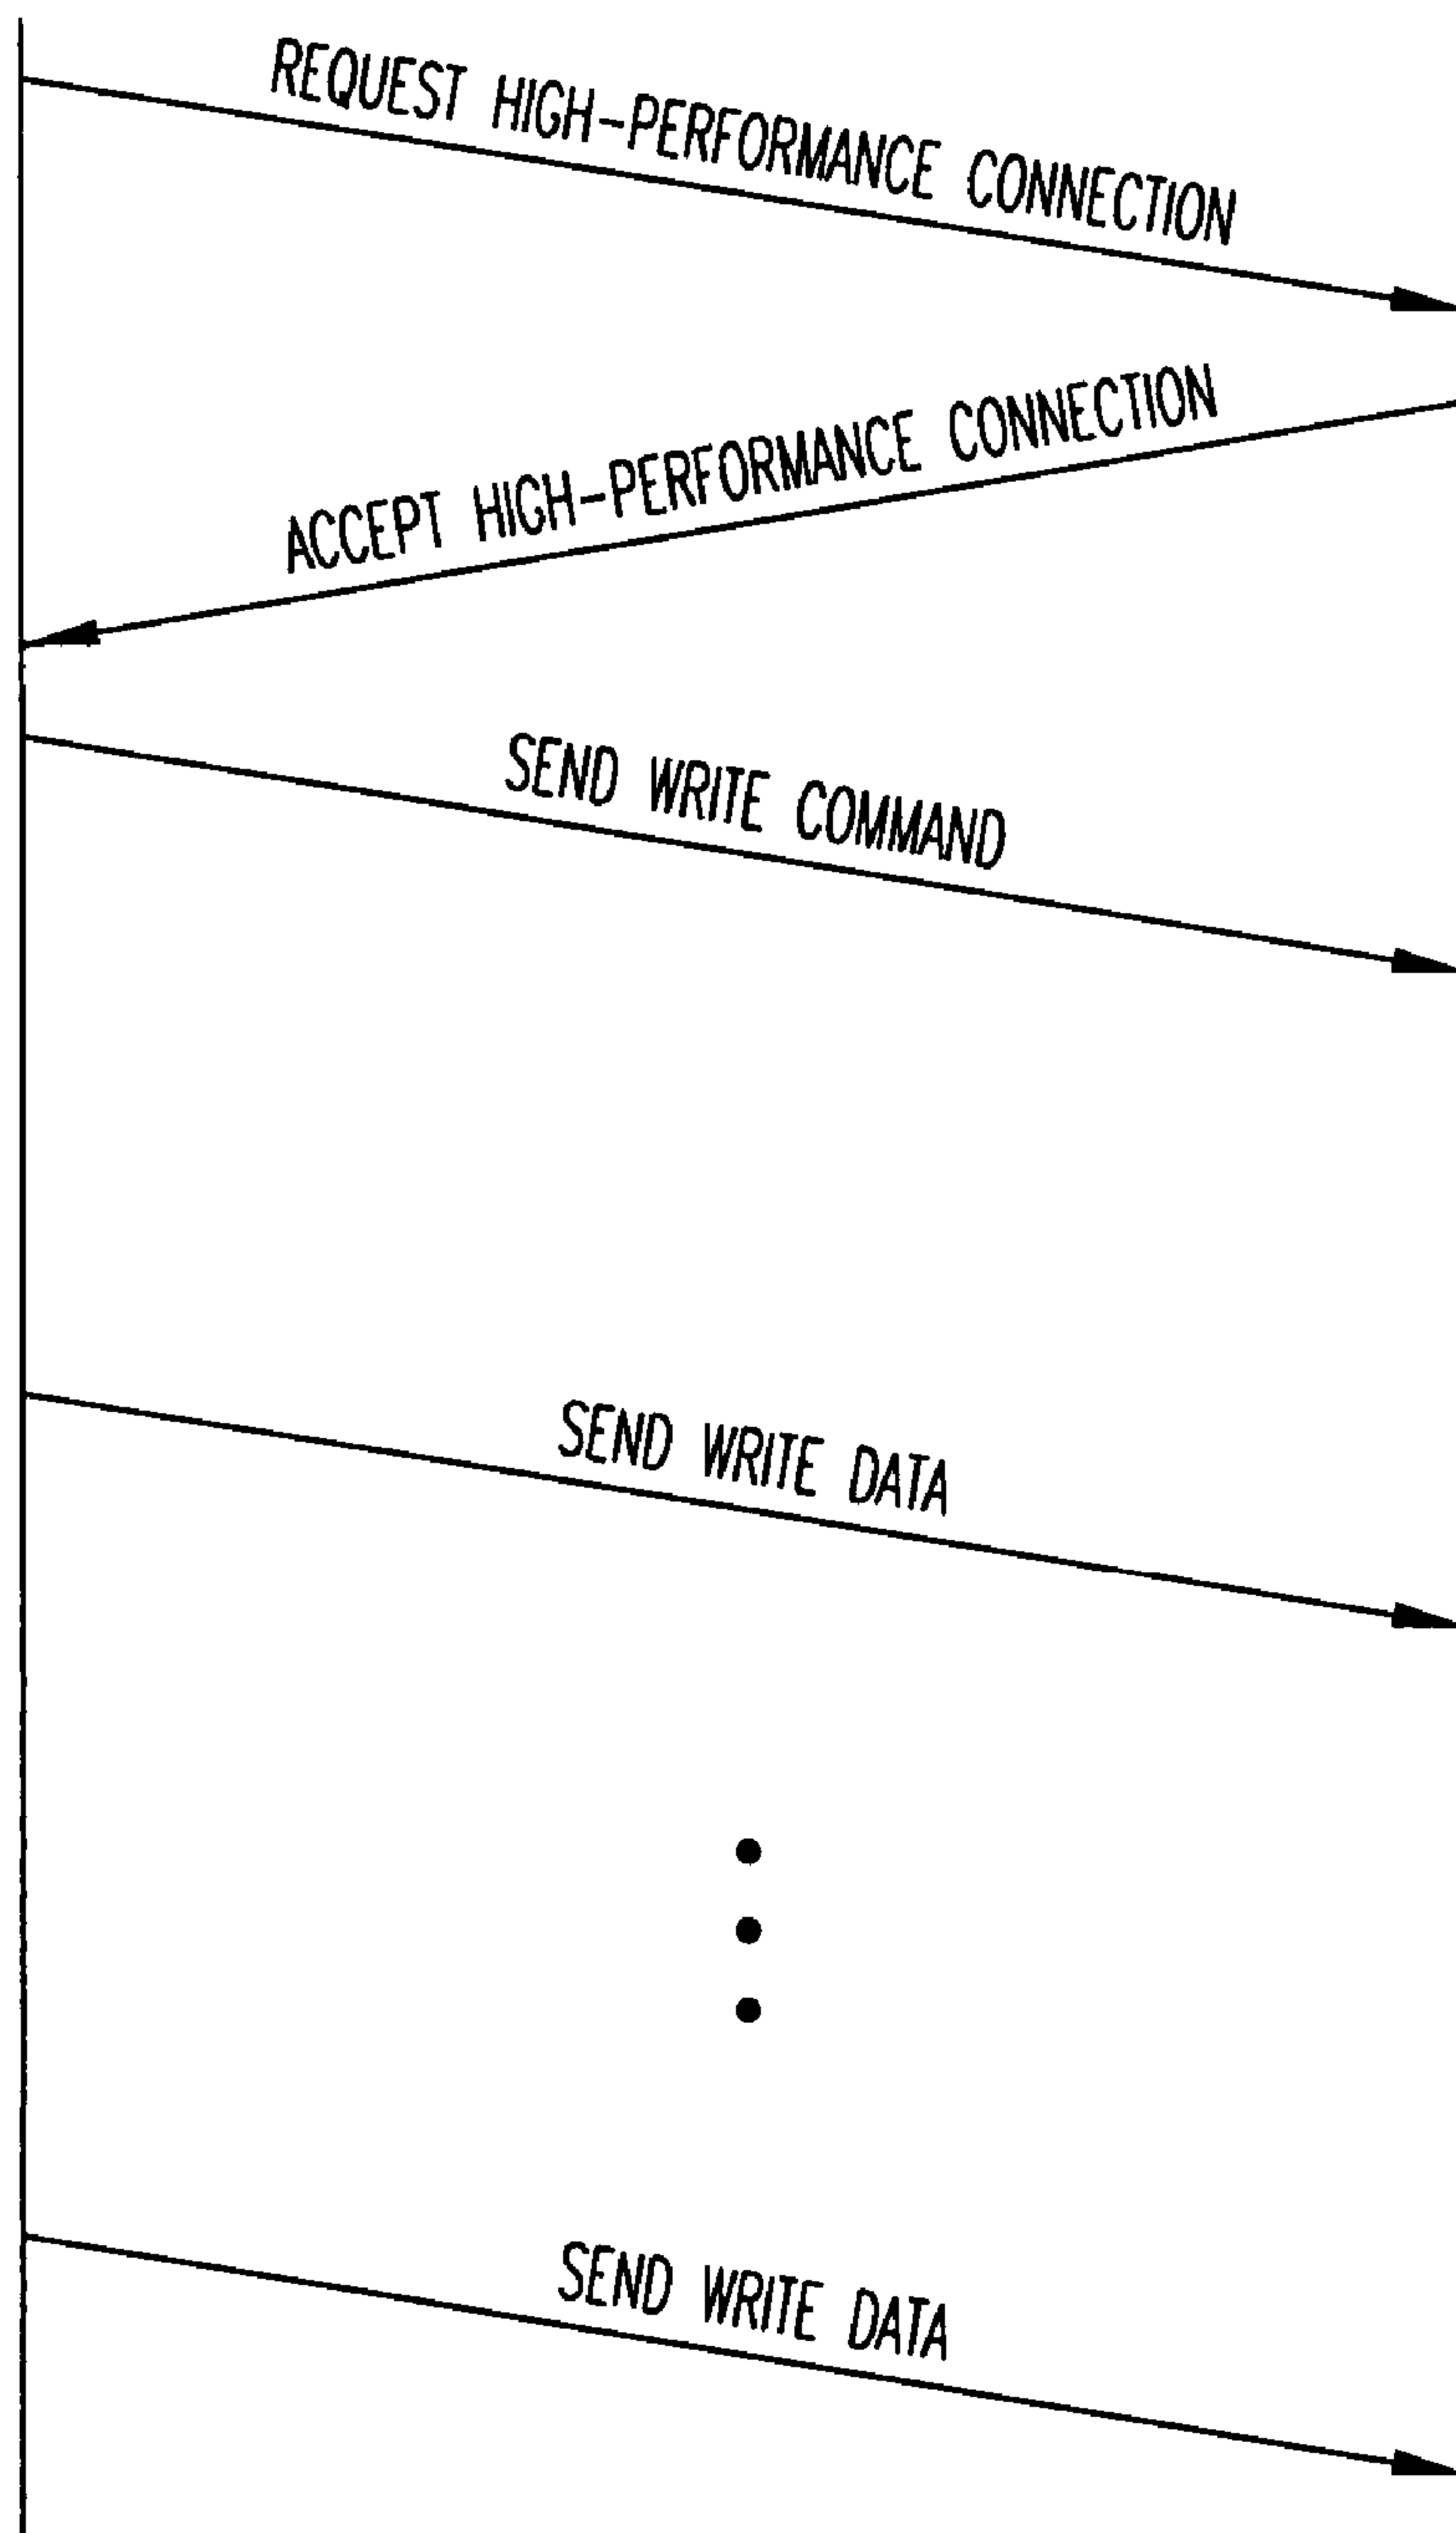 REQUEST HIGH-PERFORMANCE CONNECTION
ACCEPT HIGH-PERFORMANCE CONNECTION
SEND WRITE COMMAND
SEND WRITE DATA
SEND WRITE DATA